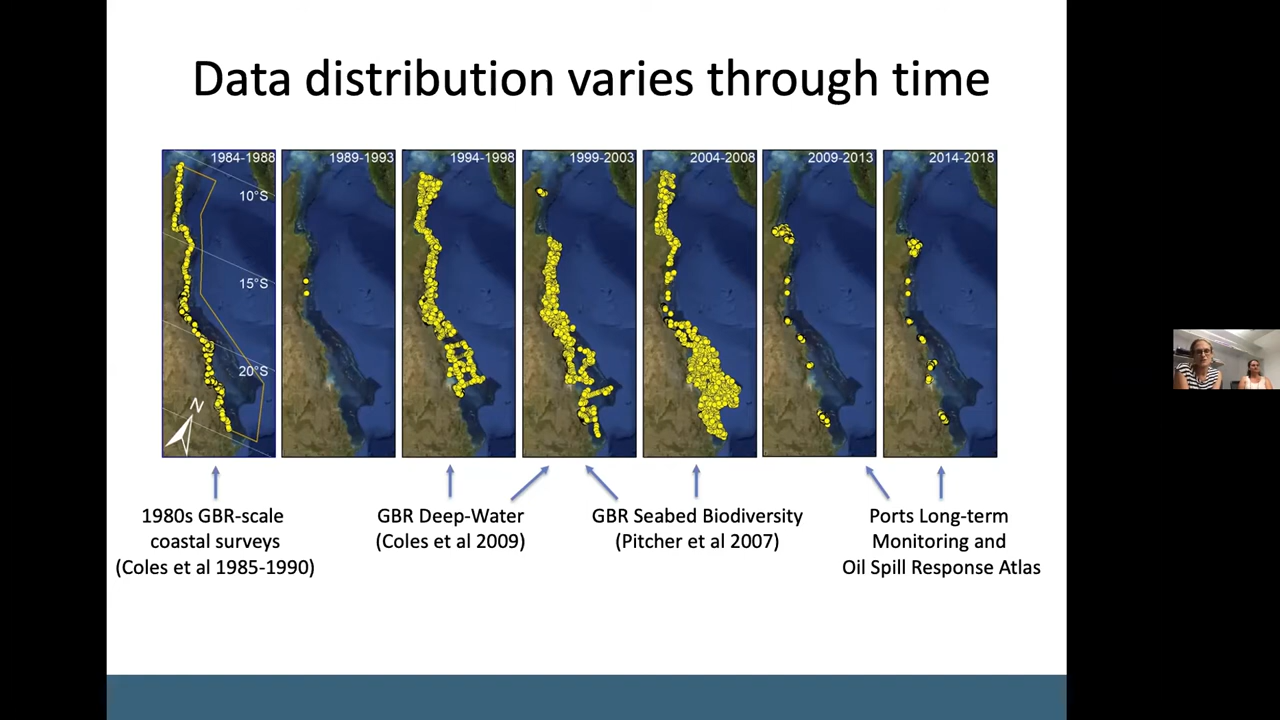 Data distribution varies through time
1984-1988
1989-1993
1994-1998
1999-2003
2004-2008
2009-2013
2014-2018
10°S
15°S
20°S
N
1980s GBR-scale
coastal surveys
(Coles et al 1985-1990)
GBR Deep-Water
(Coles et al 2009)
GBR Seabed Biodiversity
(Pitcher et al 2007)
Ports Long-term
Monitoring and
Oil Spill Response Atlas